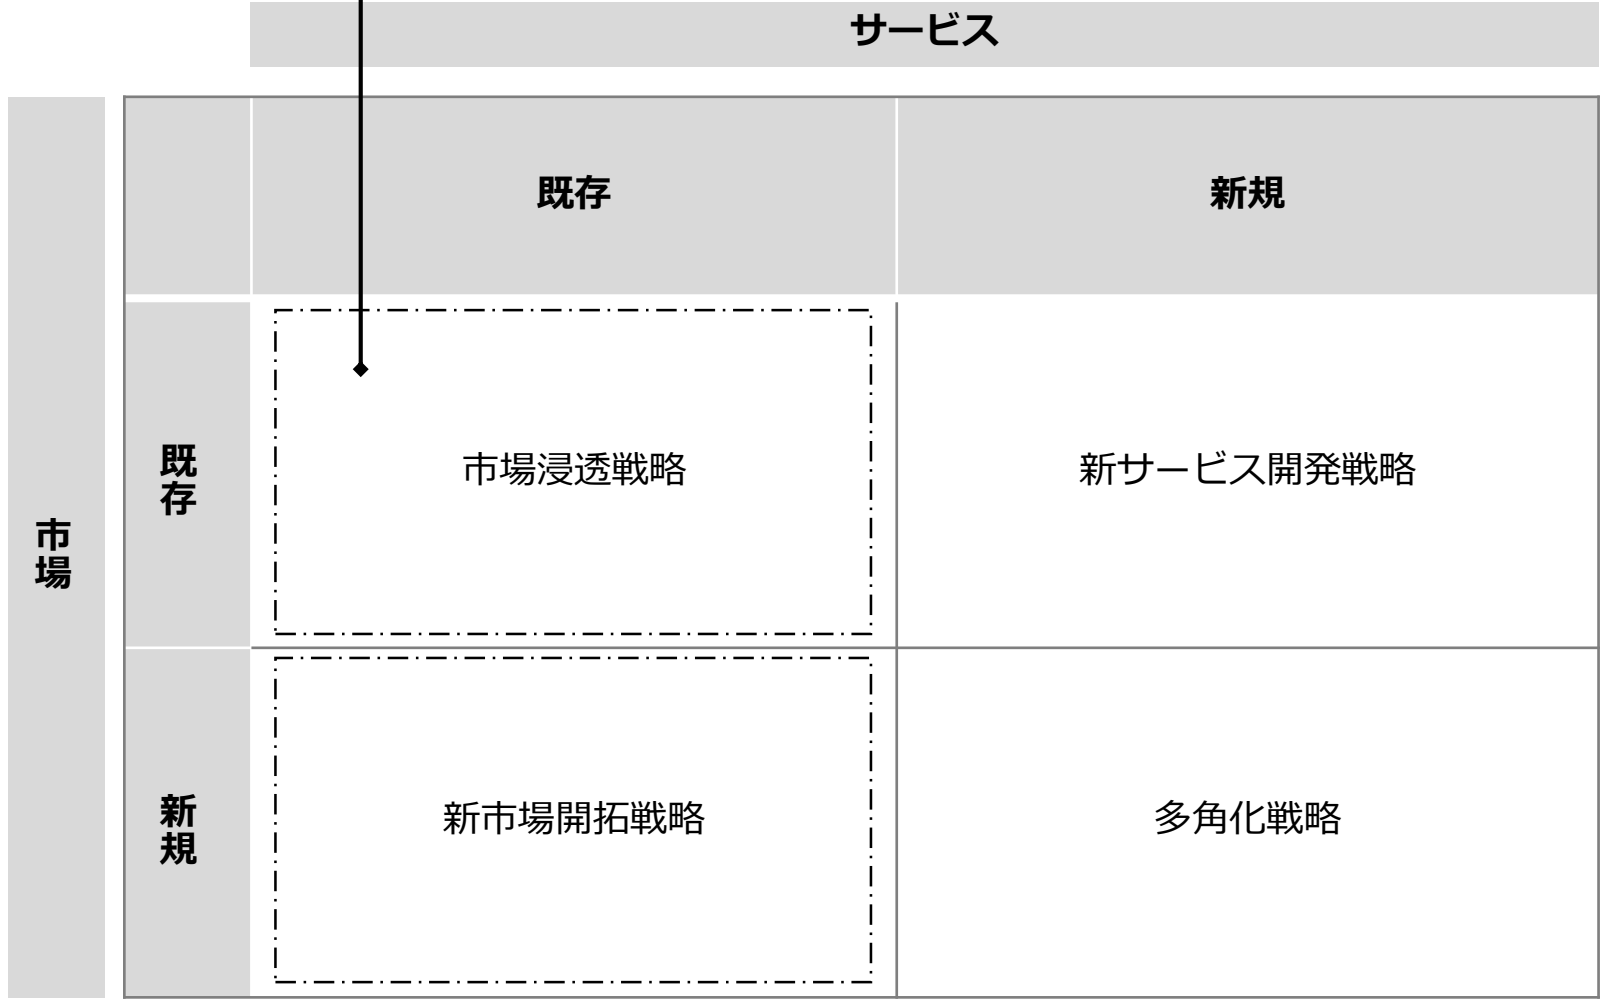 サービス
既存
新規
市場
既存
市場浸透戦略
新サービス開発戦略
新規
新市場開拓戦略
多角化戦略